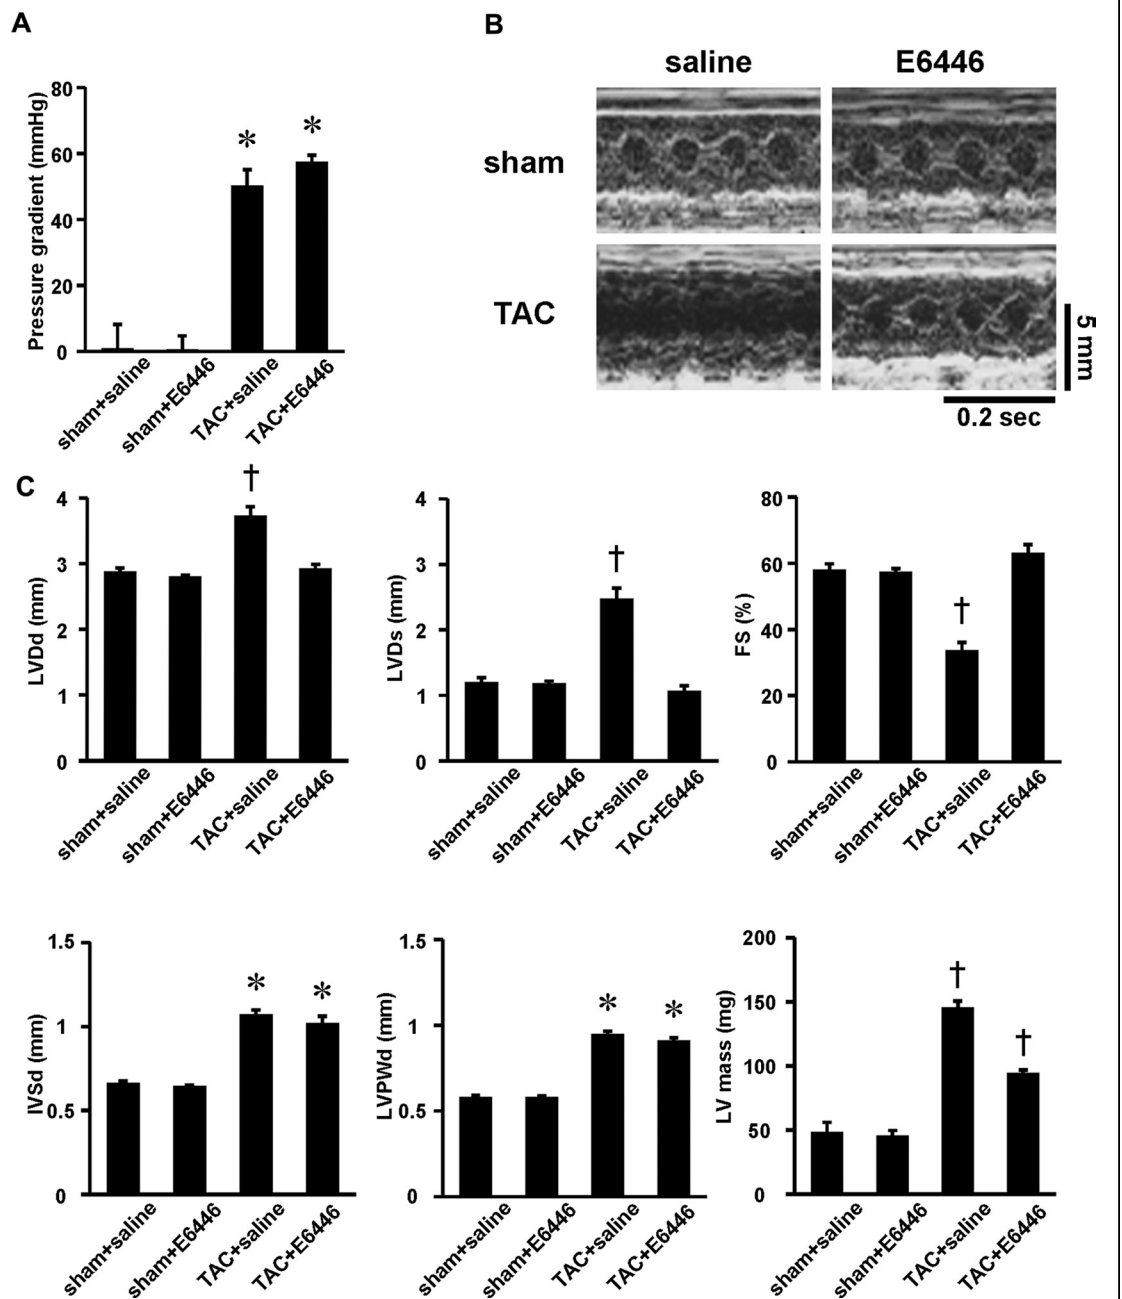 A
Pressure gradient (mmHg)
80
60
40
20
0
* *
sham+saline
sham+E6446
TAC+saline
TAC+E6446
B
saline E6446
sham
TAC
5 mm
0.2 sec
C
LVDd (mm)
4
3
2
1
0
†
sham+saline
sham+E6446
TAC+saline
TAC+E6446
LVDs (mm)
4
3
2
1
0
†
sham+saline
sham+E6446
TAC+saline
TAC+E6446
FS (%)
80
60
40
20
0
†
sham+saline
sham+E6446
TAC+saline
TAC+E6446
IVSd (mm)
1.5
1
0.5
0
* *
sham+saline
sham+E6446
TAC+saline
TAC+E6446
LVPWd (mm)
1.5
1
0.5
0
* *
sham+saline
sham+E6446
TAC+saline
TAC+E6446
LV mass (mg)
200
150
100
50
0
† †
sham+saline
sham+E6446
TAC+saline
TAC+E6446